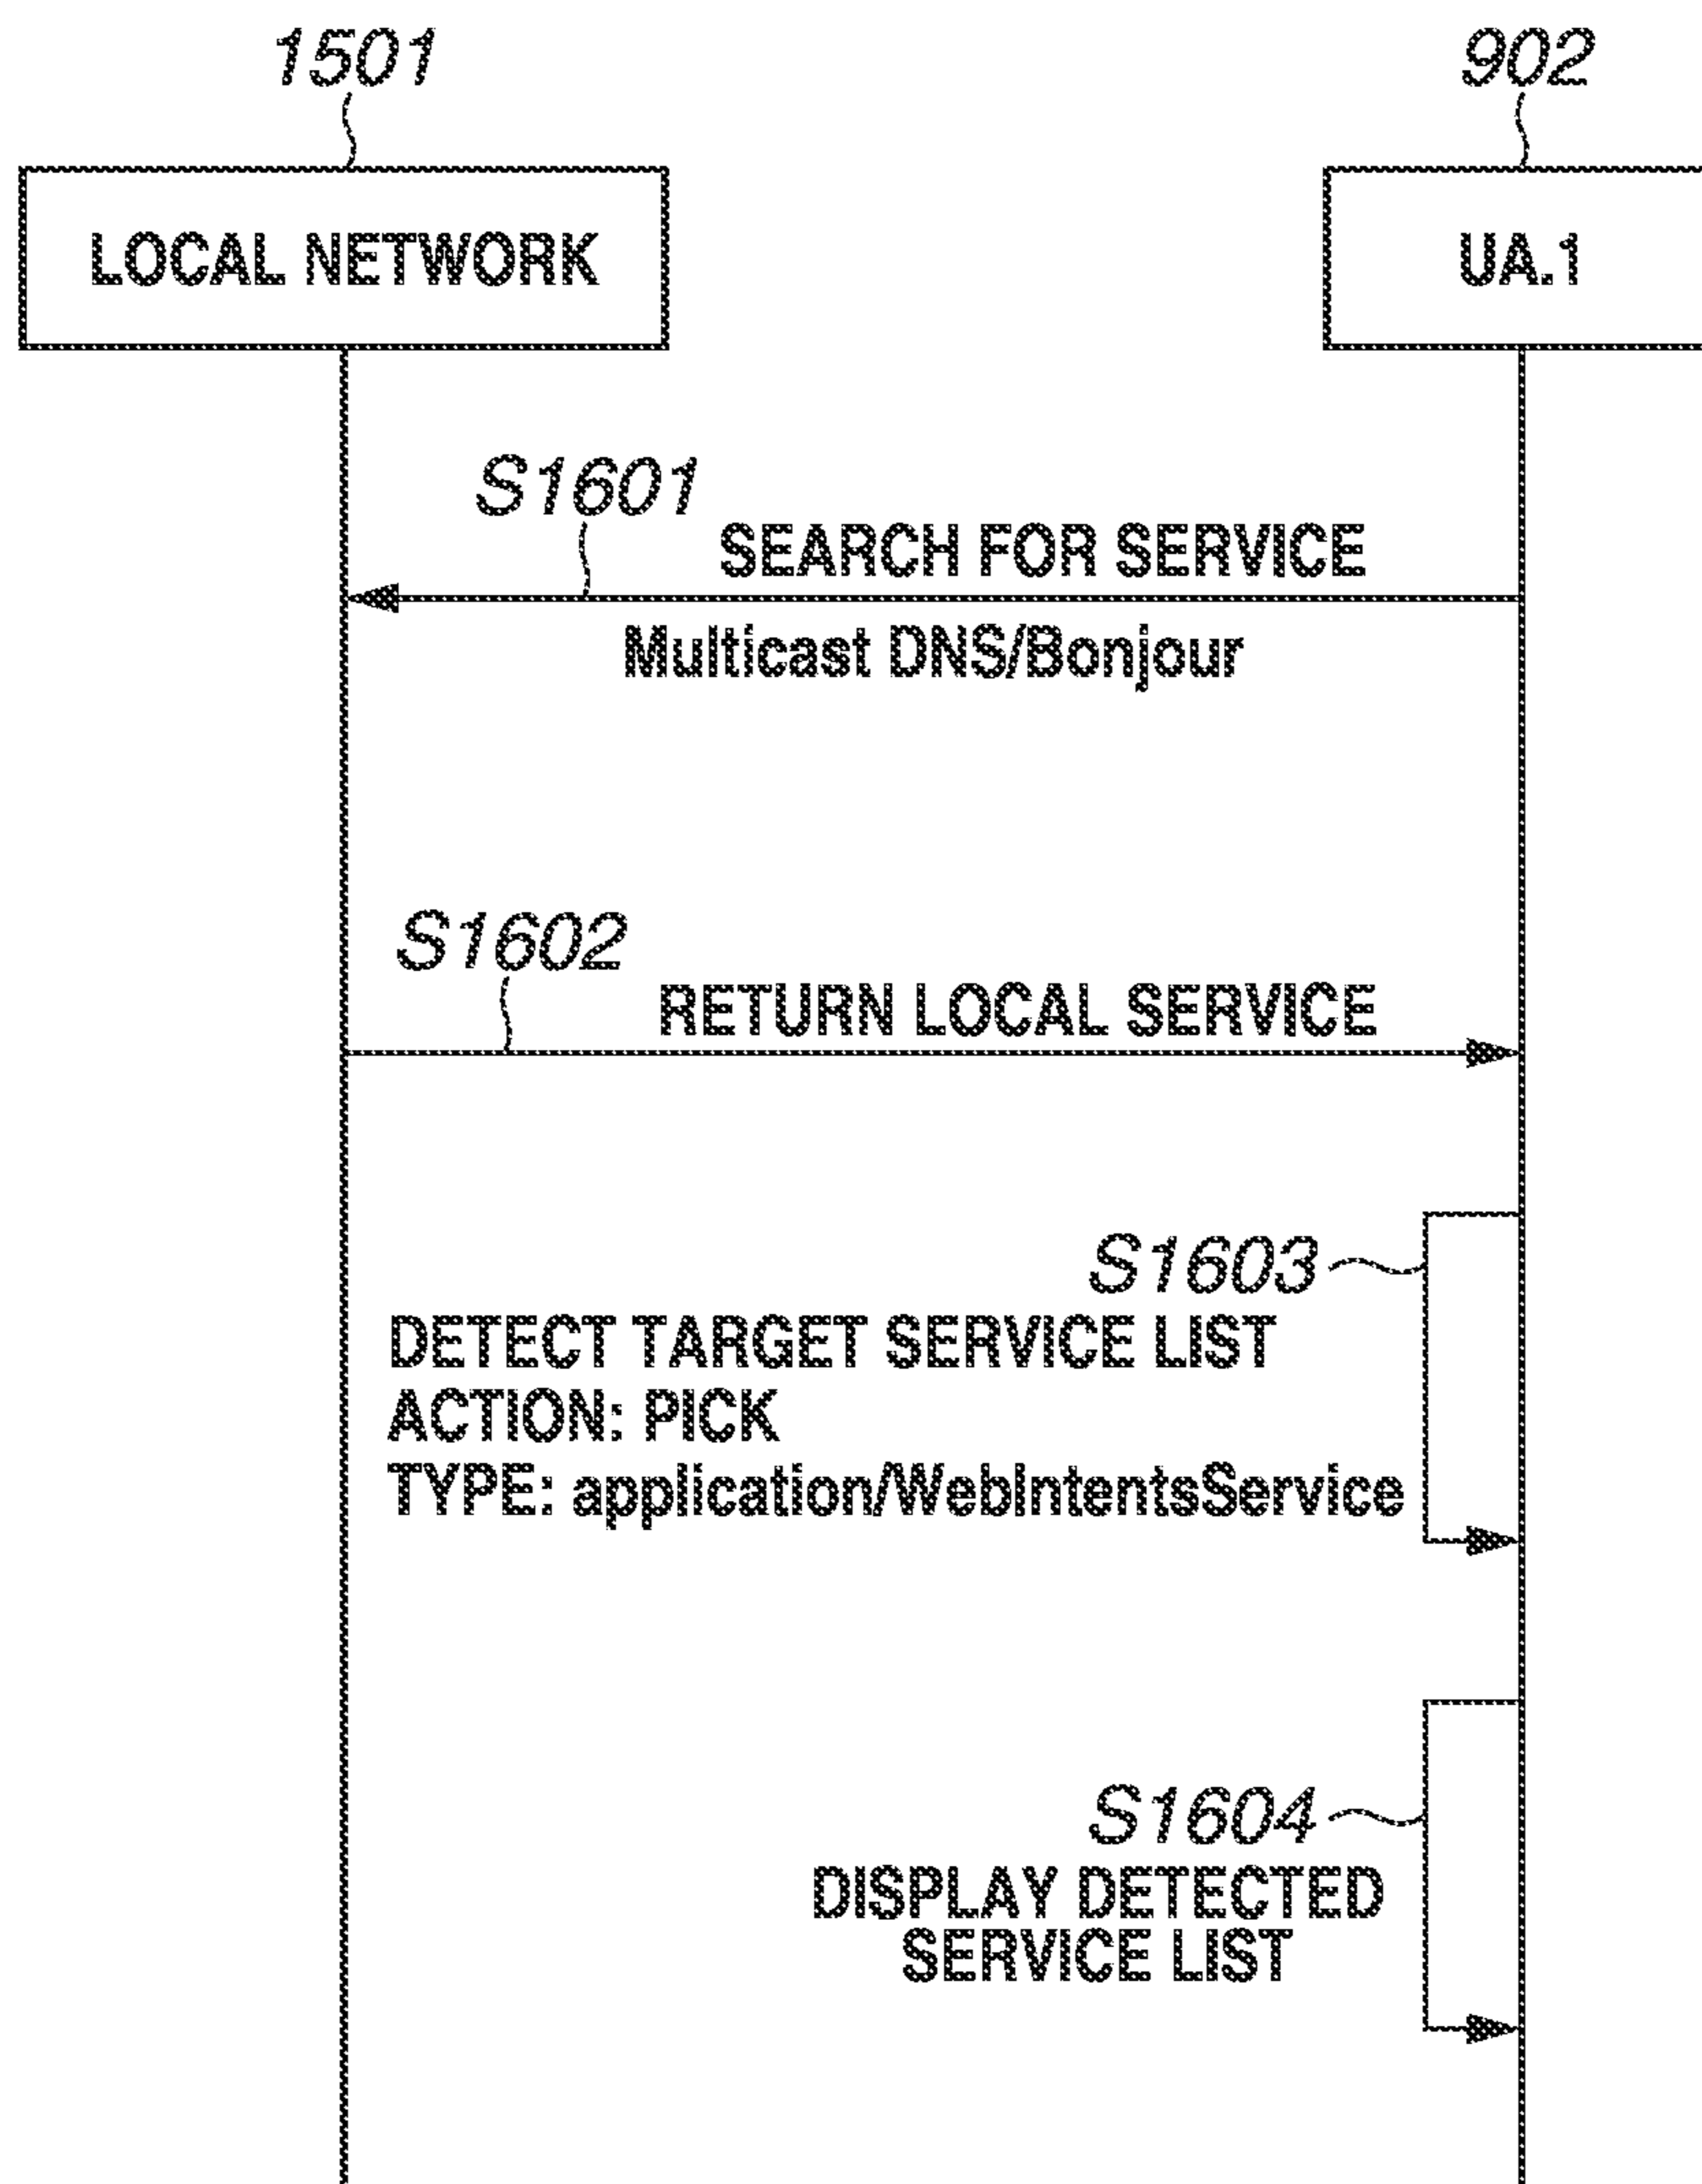 1501
902
LOCAL NETWORK
UA.1
S1601
SEARCH FOR SERVICE
Multicast DNS/Bonjour
S1602
RETURN LOCAL SERVICE
S1603
DETECT TARGET SERVICE LIST
ACTION: PICK
TYPE: application/WebIntentsService
S1604
DISPLAY DETECTED
SERVICE LIST